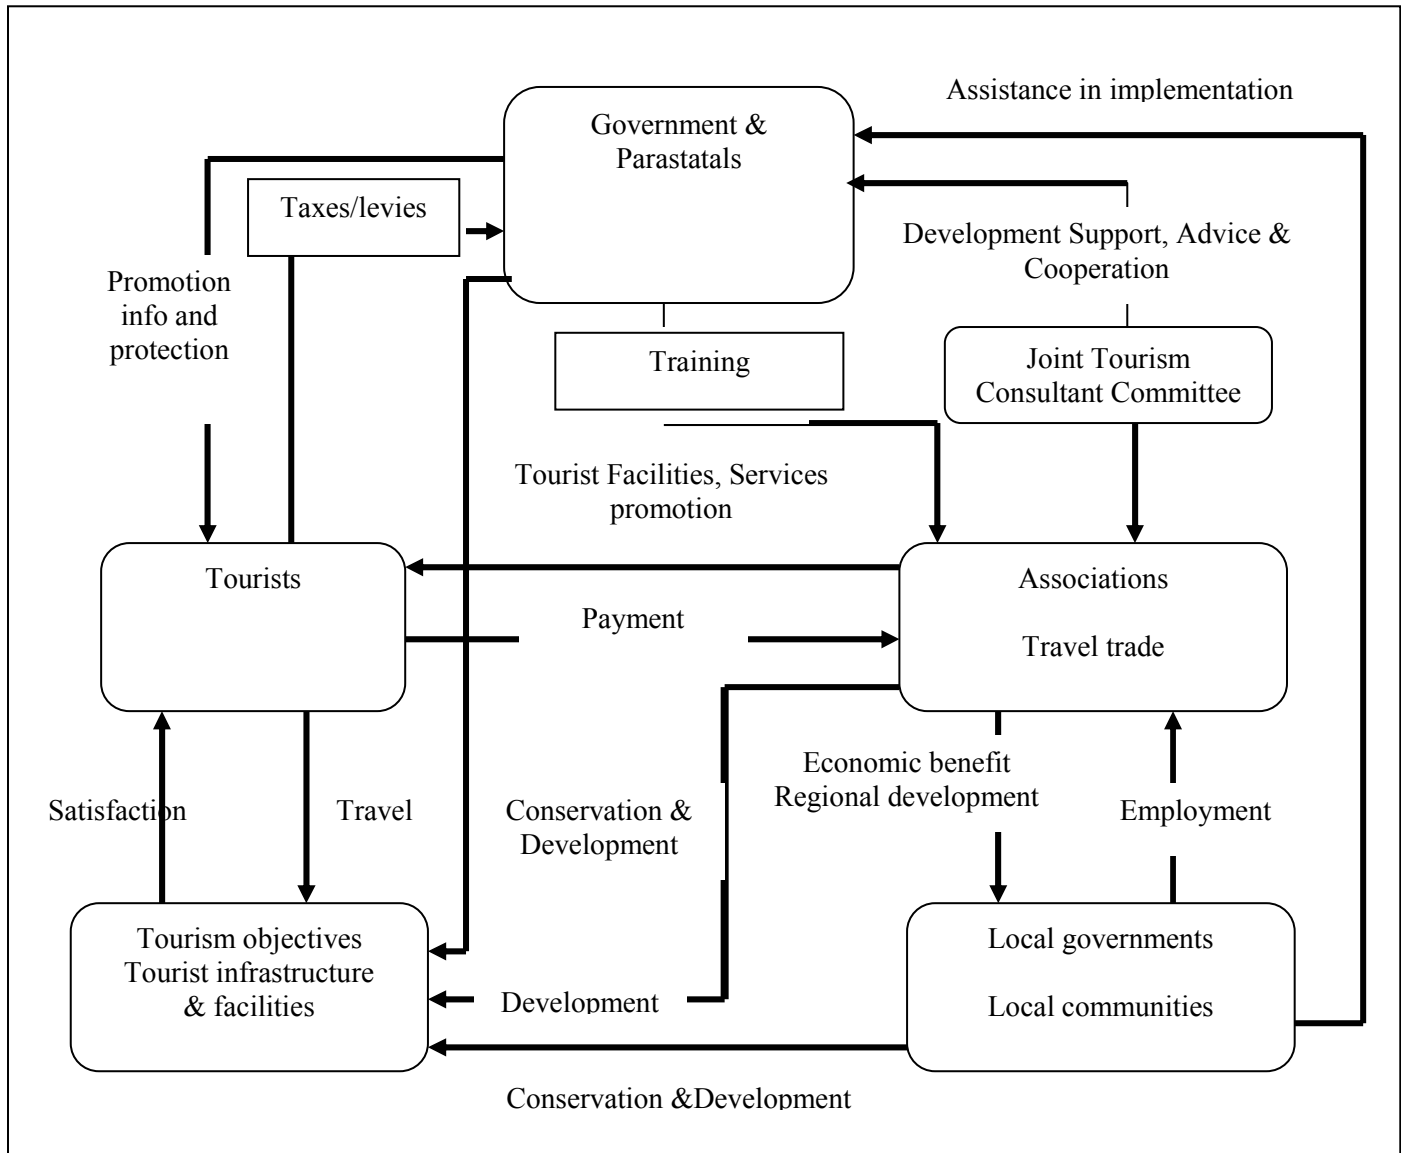 Assistance in implementation
Government &
Parastatals
Taxes/levies
Development Support, Advice &
Cooperation
Promotion
info and
protection
Training
Joint Tourism
Consultant Committee
Tourist Facilities, Services
promotion
Tourists
Associations
Travel trade
Payment
Economic benefit
Regional development
Satisfaction
Travel
Conservation &
Development
Employment
Tourism objectives
Tourist infrastructure
& facilities
Local governments
Local communities
Development
Conservation &Development